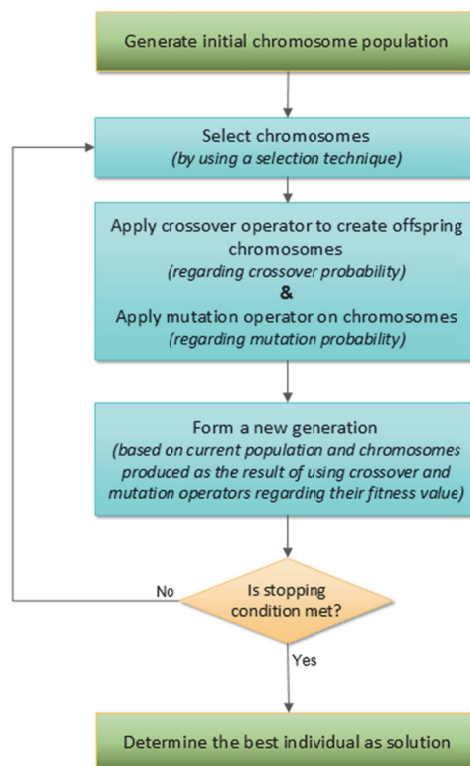 Generate initial chromosome population
Select chromosomes
(by using a selection technique)
Apply crossover operator to create offspring
chromosomes
(regarding crossover probability)
&
Apply mutation operator on chromosomes
(regarding mutation probability)
Form a new generation
(based on current population and chromosomes
produced as the result of using crossover and
mutation operators regarding their fitness value)
Is stopping
condition met?
No
Yes
Determine the best individual as solution